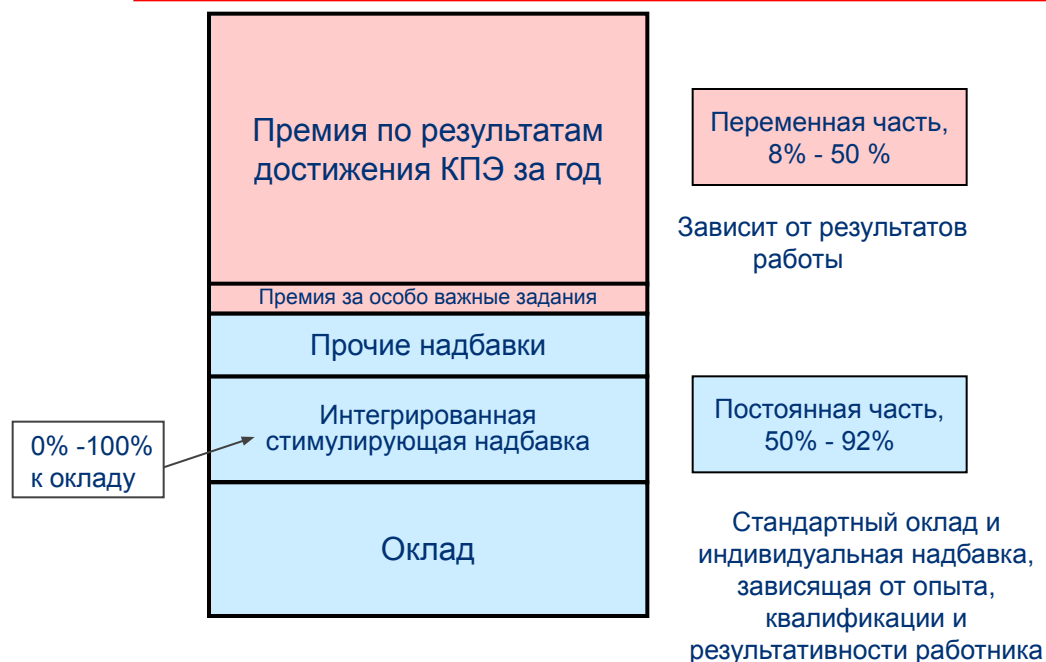 Премия по результатам
достижения КПЭ за год
Премия за особо важные задания
Прочие надбавки
Интегрированная
стимулирующая надбавка
Оклад
0% -100%
к окладу
Переменная часть,
8% - 50 %
Зависит от результатов
работы
Постоянная часть,
50% - 92%
Стандартный оклад и
индивидуальная надбавка,
зависящая от опыта,
квалификации и
результативности работника